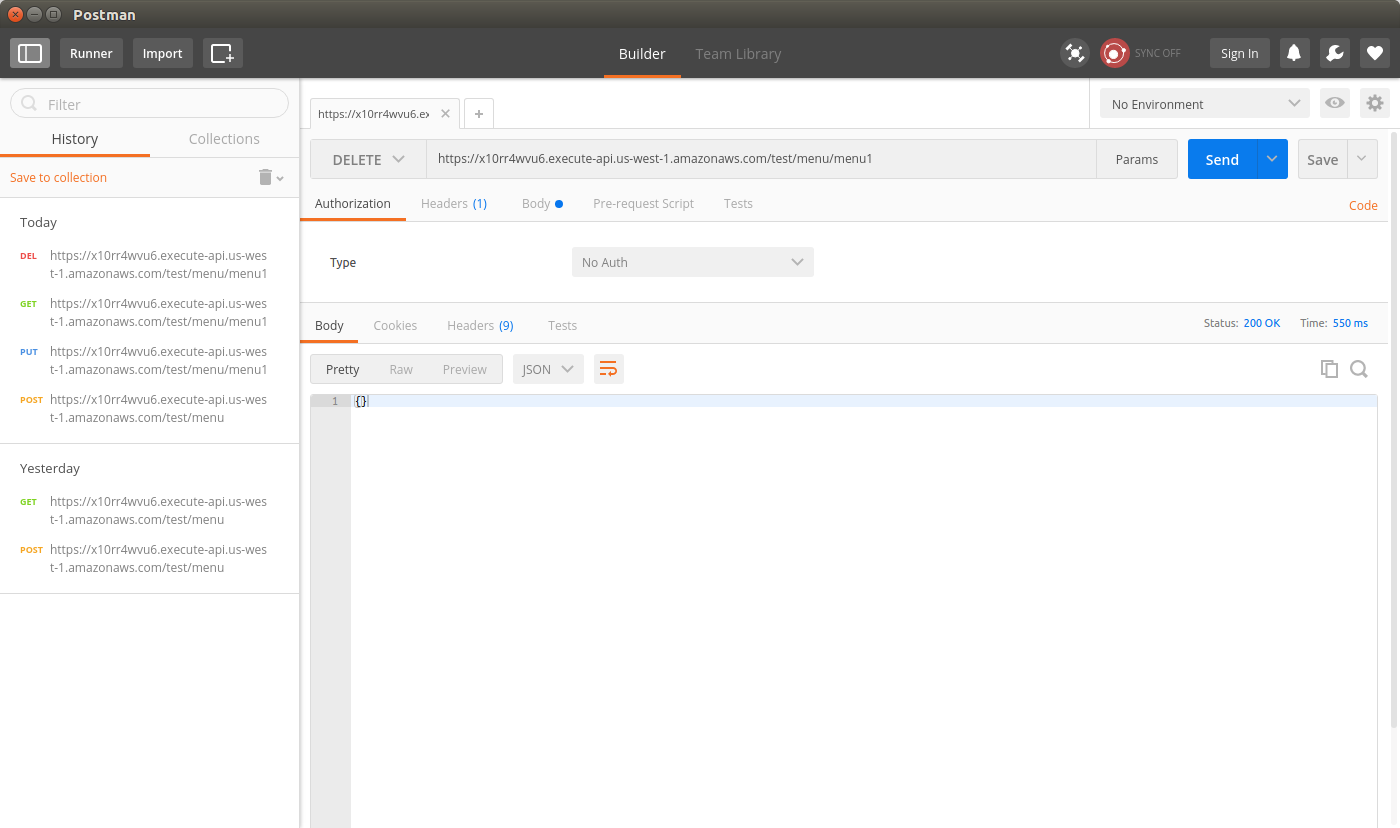 Postman
Runner
Import
Builder
Team Library
SYNC OFF
Sign In
Filter
History
Collections
Save to collection
Today
DEL https://x10rr4wvu6.execute-api.us-wes
t-1.amazonaws.com/test/menu/menu1
GET https://x10rr4wvu6.execute-api.us-wes
t-1.amazonaws.com/test/menu/menu1
PUT https://x10rr4wvu6.execute-api.us-wes
t-1.amazonaws.com/test/menu/menu1
POST https://x10rr4wvu6.execute-api.us-wes
t-1.amazonaws.com/test/menu
Yesterday
GET https://x10rr4wvu6.execute-api.us-wes
t-1.amazonaws.com/test/menu
POST https://x10rr4wvu6.execute-api.us-wes
t-1.amazonaws.com/test/menu
https://x10rr4wvu6.ex
No Environment
DELETE https://x10rr4wvu6.execute-api.us-west-1.amazonaws.com/test/menu/menu1 Params Send Save
Authorization Headers (1) Body Pre-request Script Tests Code
Type No Auth
Body Cookies Headers (9) Tests Status: 200 OK Time: 550 ms
Pretty Raw Preview JSON
1 {}